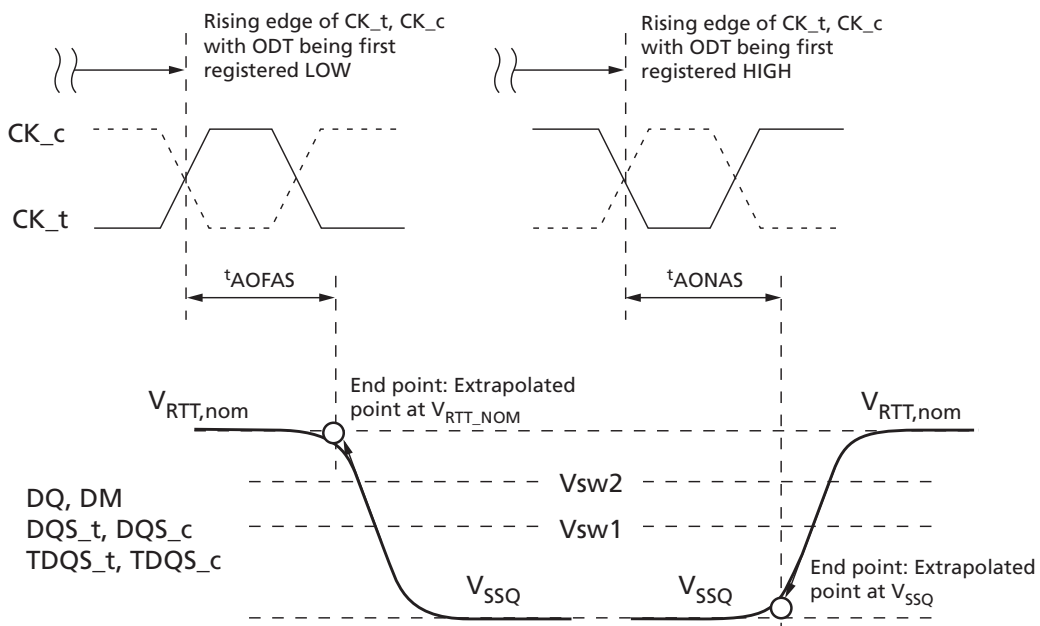 Rising edge of CK_t, CK_c
with ODT being first
registered LOW
Rising edge of CK_t, CK_c
with ODT being first
registered HIGH
CK_c
CK_t
tAOFAS
tAONAS
VRTT,nom
End point: Extrapolated
point at VRTT_NOM
VRTT,nom
Vsw2
DQ, DM
DQS_t, DQS_c
TDQS_t, TDQS_c
Vsw1
VSSQ
VSSQ
End point: Extrapolated
point at VSSQ